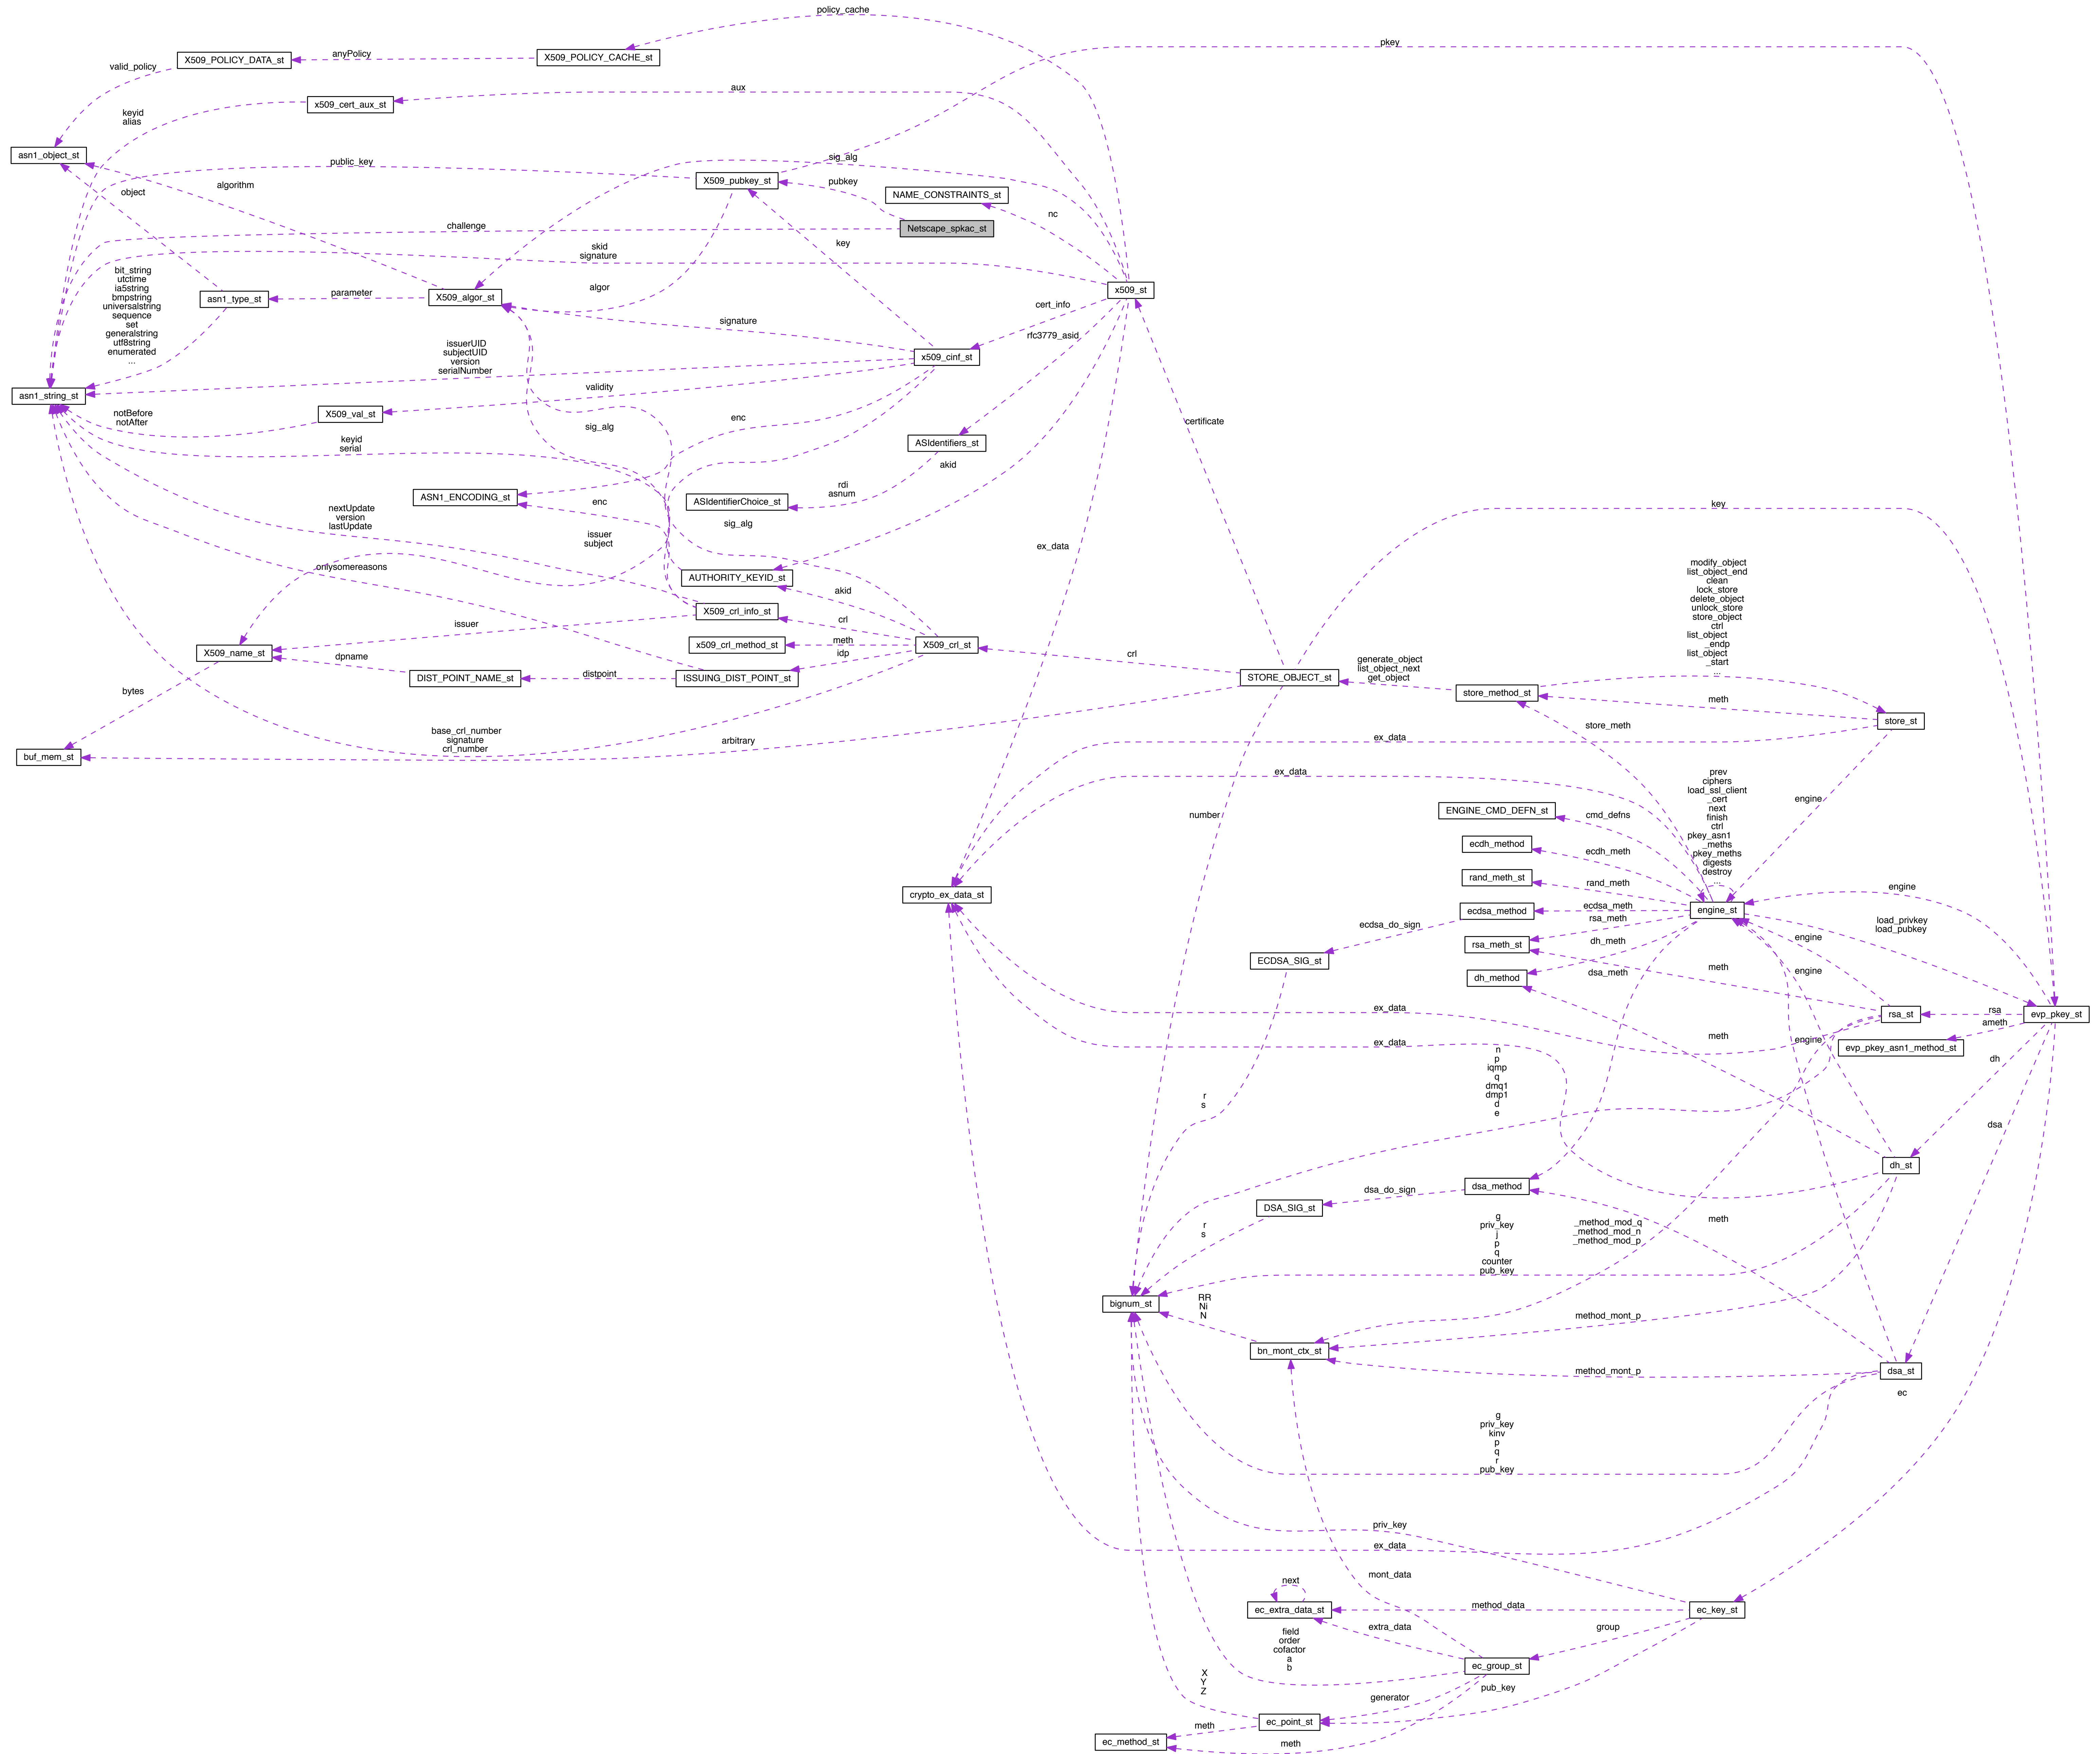 policy_cache
pkey
anyPolicy
X509_POLICY_CACHE_st
X509_POLICY_DATA_st
valid_policy
aux
x509_cert_aux_st
keyid
alias
asn1_object_st
public_key
sig_alg
algorithm
object
X509_pubkey_st
pubkey
NAME_CONSTRAINTS_st
nc
challenge
Netscape_spkac_st
key
skid
signature
bit_string
utctime
ia5string
bmpstring
universalstring
sequence
set
generalstring
utf8string
enumerated
...
asn1_type_st
parameter
X509_algor_st
algor
x509_st
cert_info
rfc3779_asid
signature
issuerUID
subjectUID
version
serialNumber
x509_cinf_st
validity
asn1_string_st
notBefore
notAfter
X509_val_st
enc
sig_alg
certificate
keyid
serial
ASIdentifiers_st
akid
rdi
asnum
ASN1_ENCODING_st
enc
ASIdentifierChoice_st
key
nextUpdate
version
lastUpdate
sig_alg
issuer
subject
ex_data
onlysomereasons
AUTHORITY_KEYID_st
akid
modify_object
list_object_end
clean
lock_store
delete_object
unlock_store
store_object
ctrl
list_object
_endp
list_object
_start
...
X509_crl_info_st
issuer
crl
meth
idp
X509_name_st
x509_crl_method_st
X509_crl_st
crl
dpname
DIST_POINT_NAME_st
distpoint
ISSUING_DIST_POINT_st
STORE_OBJECT_st
generate_object
list_object_next
get_object
store_method_st
meth
store_st
bytes
buf_mem_st
base_crl_number
signature
crl_number
arbitrary
ex_data
store_meth
ex_data
prev
ciphers
load_ssl_client
_cert
next
finish
ctrl
pkey_asn1
_meths
pkey_meths
digests
destroy
...
engine
number
ENGINE_CMD_DEFN_st
cmd_defns
ecdh_method
ecdh_meth
rand_meth_st
rand_meth
crypto_ex_data_st
ecdsa_method
ecdsa_meth
engine_st
engine
load_privkey
load_pubkey
ecdsa_do_sign
rsa_meth
rsa_meth_st
dh_meth
engine
ECDSA_SIG_st
dh_method
dsa_meth
meth
engine
ex_data
rsa_st
rsa
evp_pkey_st
ameth
evp_pkey_asn1_method_st
ex_data
meth
engine
n
p
iqmp
q
dmq1
dmp1
d
e
dh
r
s
dsa
dh_st
dsa_method
dsa_do_sign
DSA_SIG_st
r
s
g
priv_key
j
p
q
counter
pub_key
_method_mod_q
_method_mod_n
_method_mod_p
meth
bignum_st
RR
Ni
N
method_mont_p
bn_mont_ctx_st
method_mont_p
dsa_st
ec
g
priv_key
kinv
p
q
r
pub_key
priv_key
ex_data
mont_data
next
ec_extra_data_st
method_data
ec_key_st
extra_data
group
field
order
cofactor
a
b
ec_group_st
X
Y
Z
pub_key
generator
ec_point_st
meth
ec_method_st
meth